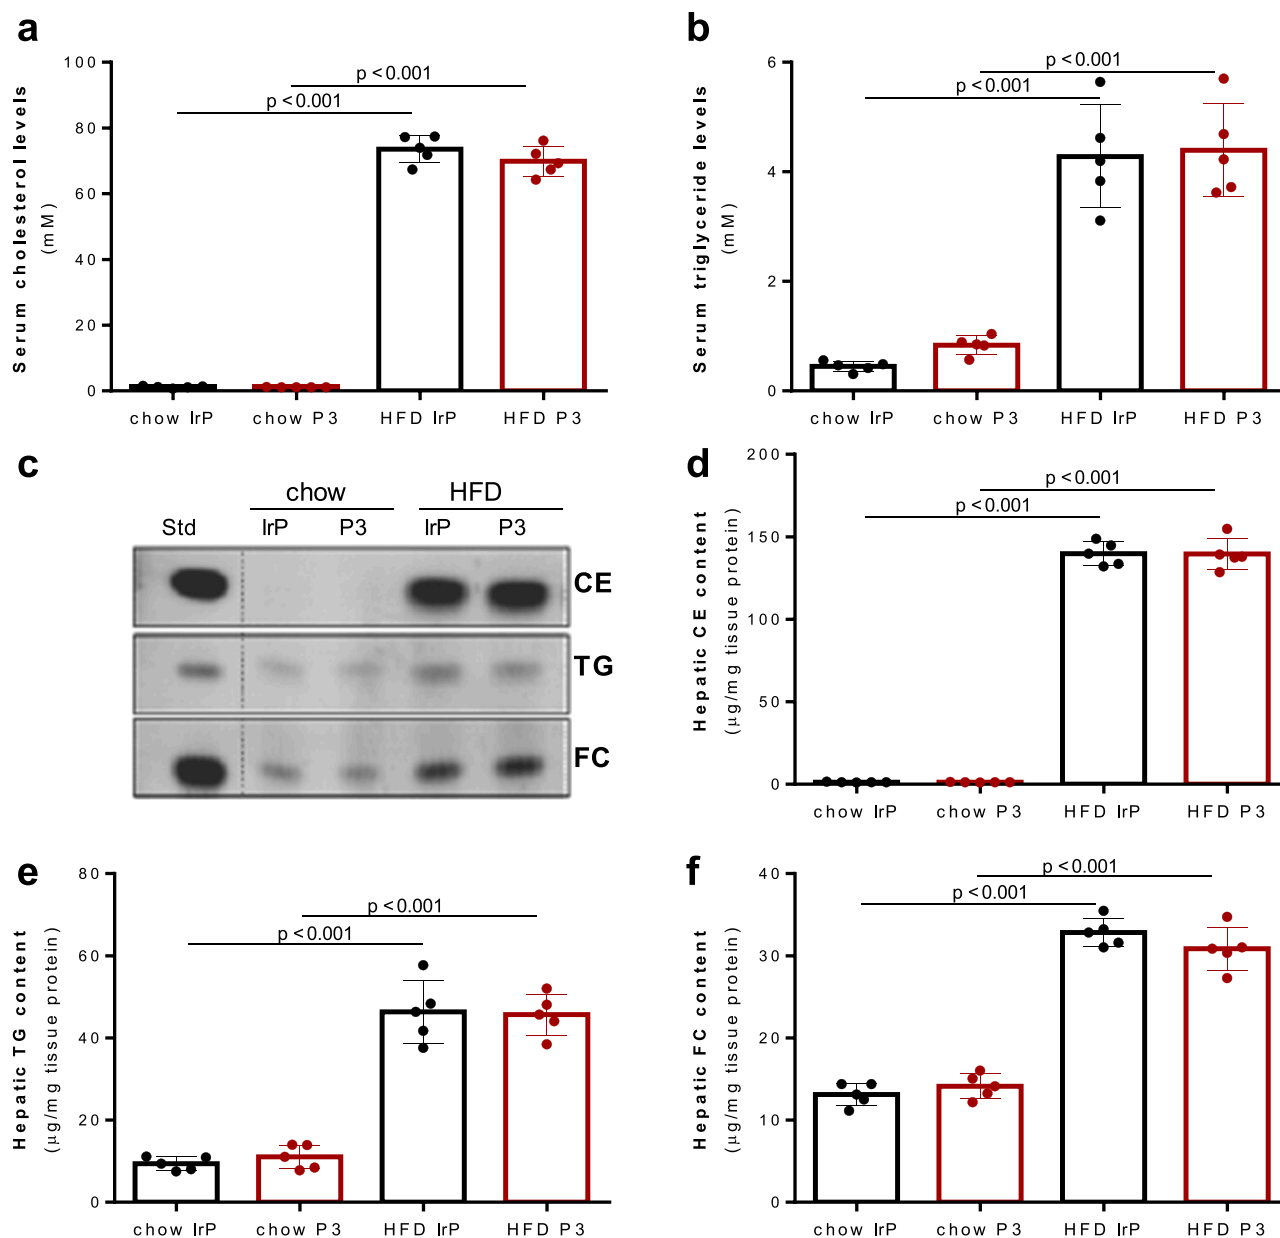 a
Serum cholesterol levels
(mM)
100
80
60
40
20
0
p<0.001
p<0.001
chow IrP
chow P3
HFD IrP
HFD P3
b
Serum triglyceride levels
(mM)
6
4
2
0
p<0.001
p<0.001
chow IrP
chow P3
HFD IrP
HFD P3
c
chow
HFD
Std
IrP
P3
IrP
P3
CE
TG
FC
d
Hepatic CE content
(µg/mg tissue protein)
200
150
100
50
0
p<0.001
p<0.001
chow IrP
chow P3
HFD IrP
HFD P3
e
Hepatic TG content
(µg/mg tissue protein)
80
60
40
20
0
p<0.001
p<0.001
chow IrP
chow P3
HFD IrP
HFD P3
f
Hepatic FC content
(µg/mg tissue protein)
40
30
20
10
0
p<0.001
p<0.001
chow IrP
chow P3
HFD IrP
HFD P3